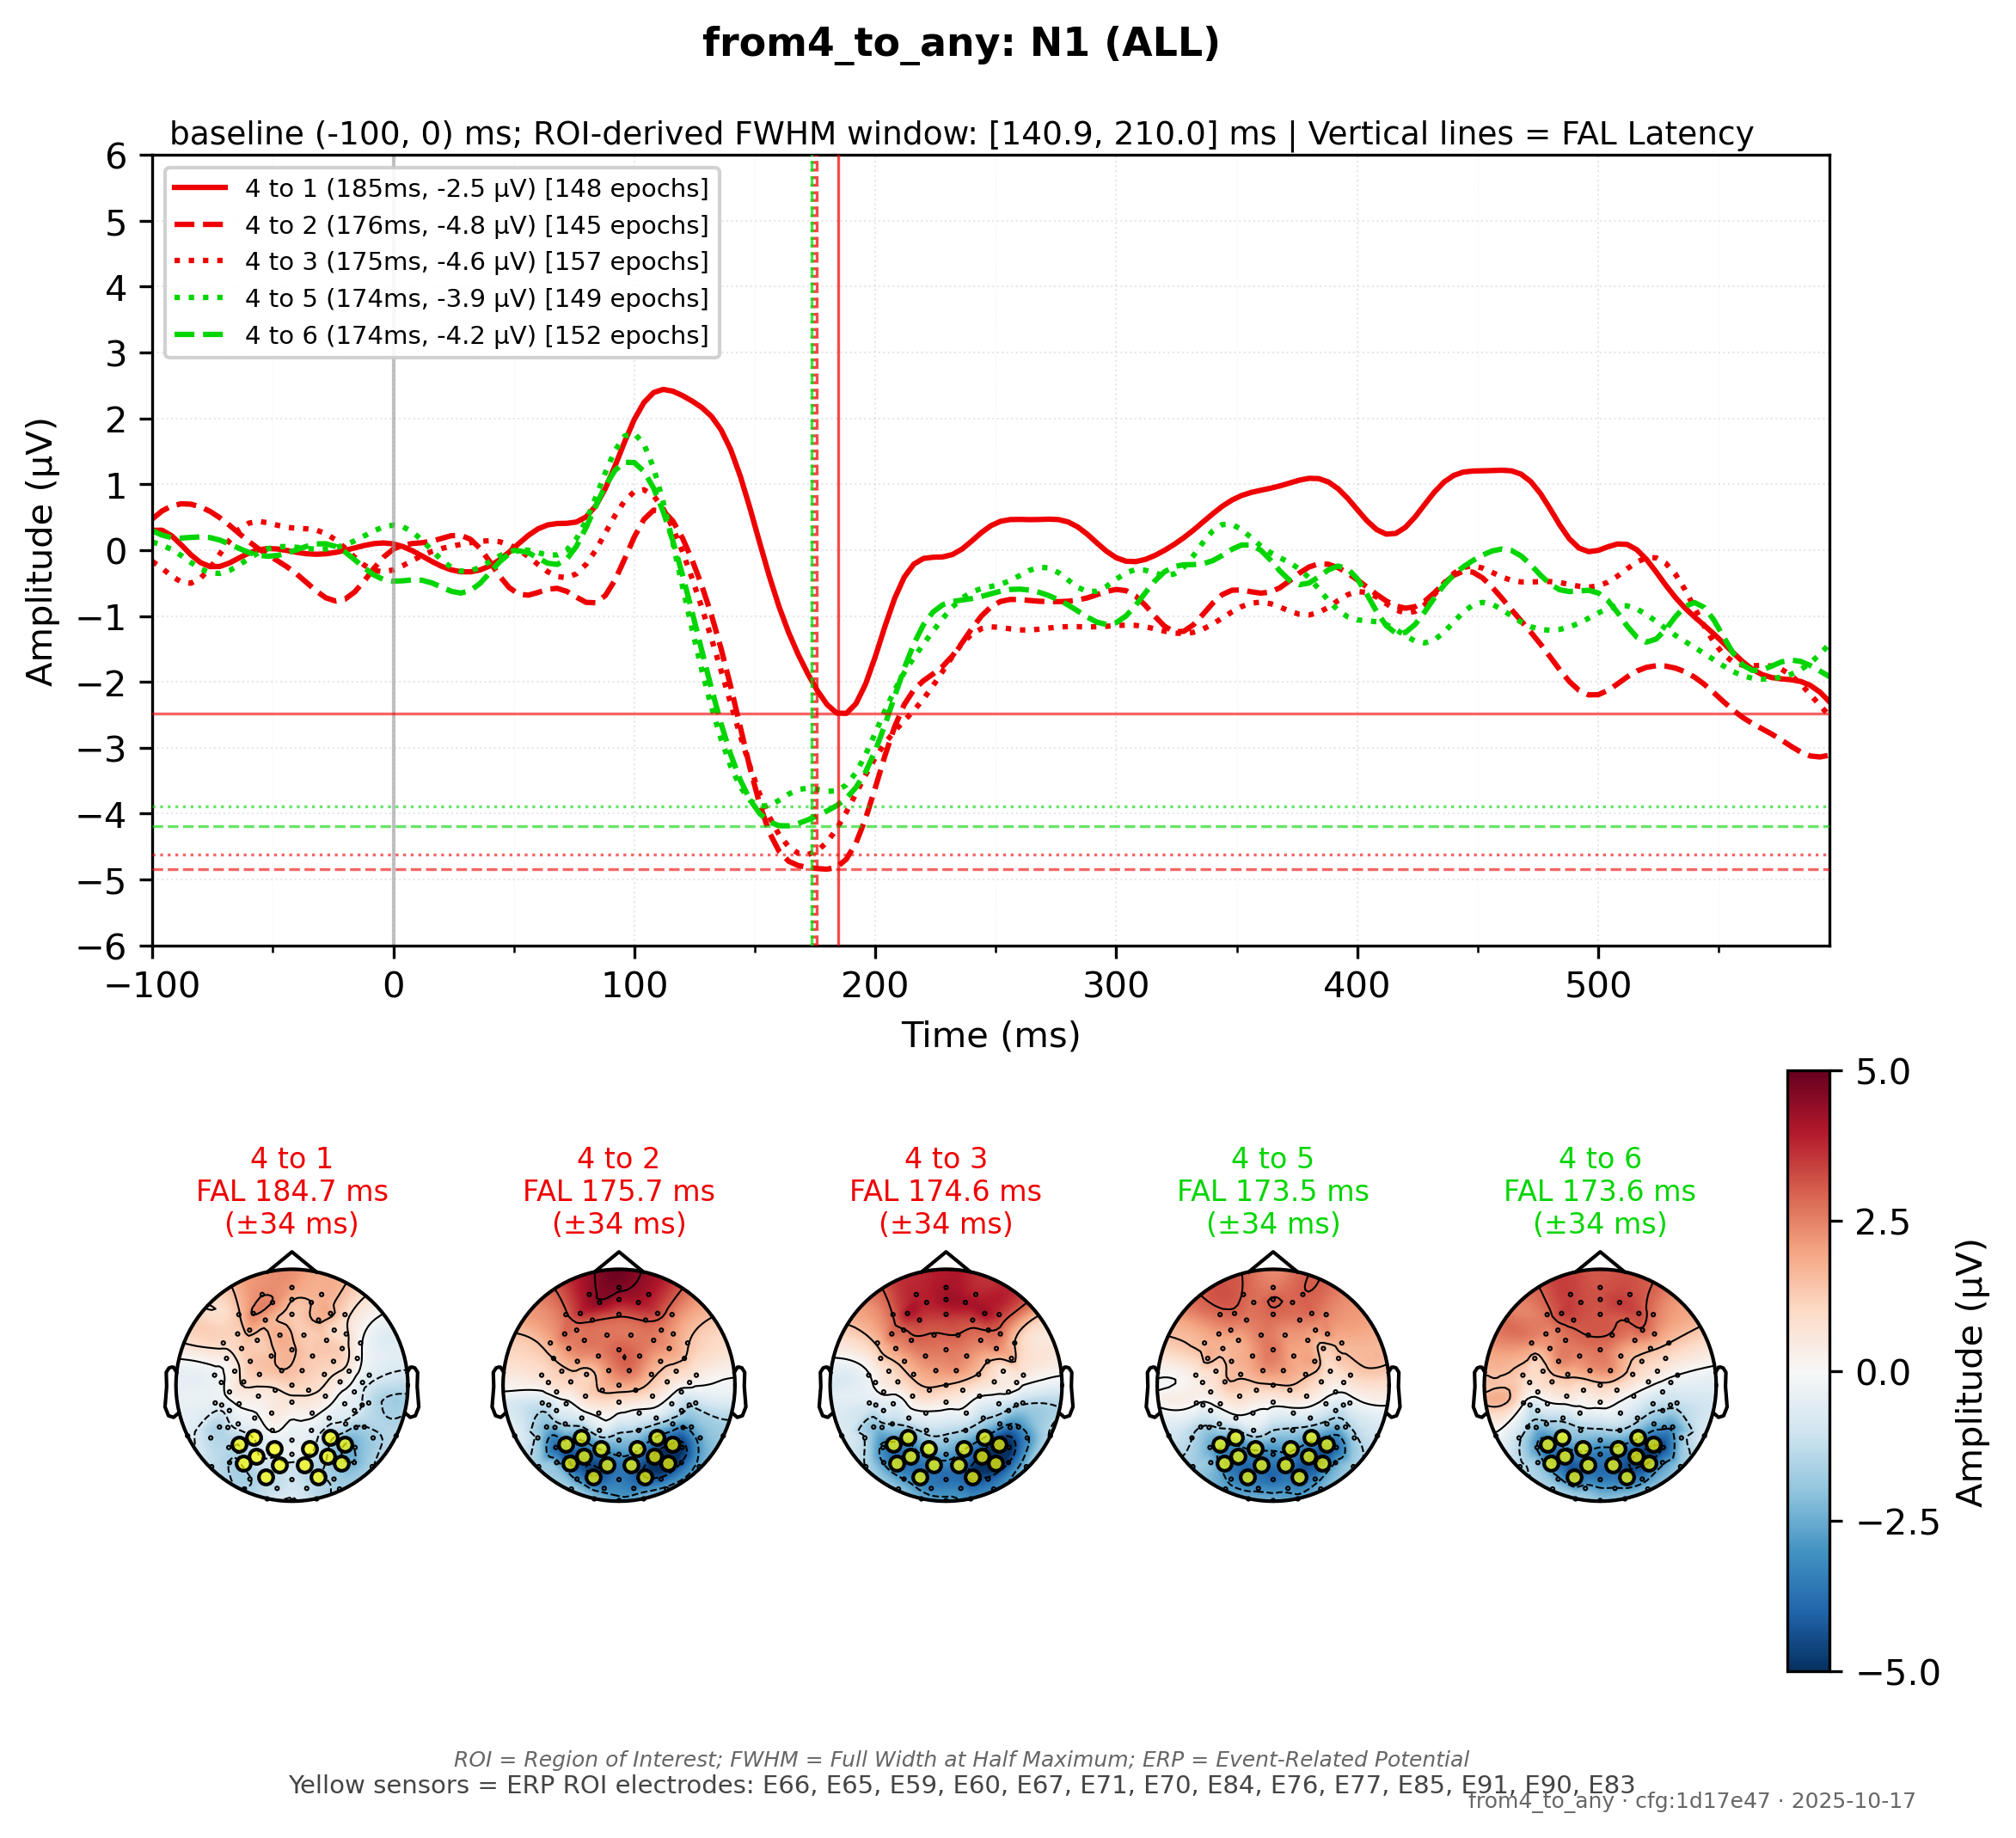 from4_to_any: N1 (ALL)
baseline (-100, 0) ms; ROI-derived FWHM window: [140.9, 210.0] ms | Vertical lines = FAL Latency
4 to 1 (185ms, -2.5 µV) [148 epochs]
4 to 2 (176ms, -4.8 µV) [145 epochs]
4 to 3 (175ms, -4.6 µV) [157 epochs]
4 to 5 (174ms, -3.9 µV) [149 epochs]
4 to 6 (174ms, -4.2 µV) [152 epochs]
Amplitude (µV)
6
5
4
3
2
1
0
−1
−2
−3
−4
−5
−6
−100 0 100 200 300 400 500
Time (ms)
4 to 1
FAL 184.7 ms
(±34 ms)
4 to 2
FAL 175.7 ms
(±34 ms)
4 to 3
FAL 174.6 ms
(±34 ms)
4 to 5
FAL 173.5 ms
(±34 ms)
4 to 6
FAL 173.6 ms
(±34 ms)
5.0
2.5
0.0
−2.5
−5.0
Amplitude (µV)
ROI = Region of Interest; FWHM = Full Width at Half Maximum; ERP = Event-Related Potential
Yellow sensors = ERP ROI electrodes: E66, E65, E59, E60, E67, E71, E70, E84, E76, E77, E85, E91, E90, E83
from4_to_any · cfg:1d17e47 · 2025-10-17